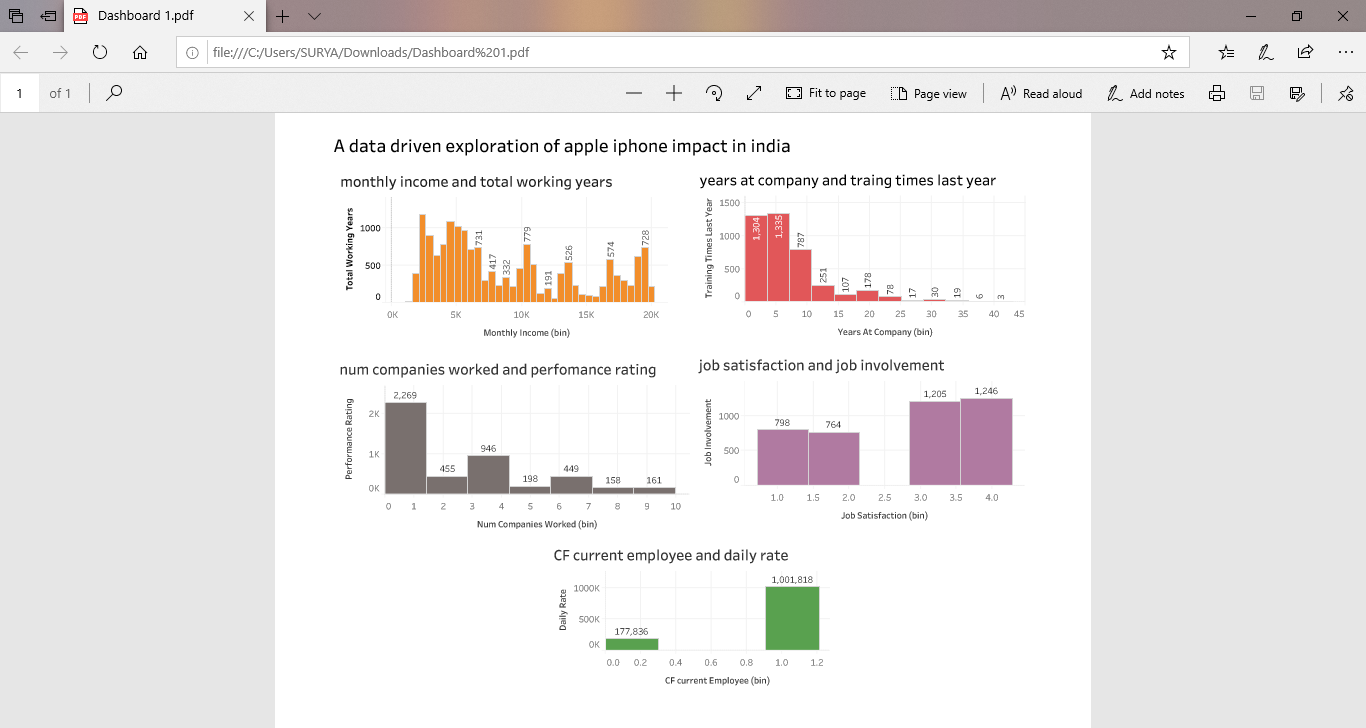 Dashboard 1.pdf
file:///C:/Users/SURYA/Downloads/Dashboard%201.pdf
1 of 1
Fit to page
Page view
Read aloud
Add notes
A data driven exploration of apple iphone impact in india
monthly income and total working years
Total Working Years
1000
500
0
731
417
332
779
191
526
574
728
0K 5K 10K 15K 20K
Monthly Income (bin)
years at company and traing times last year
Training Times Last Year
1500
1000
500
0
1,304
1,335
787
251
107
178
78
17
30
19
6
3
0 5 10 15 20 25 30 35 40 45
Years At Company (bin)
num companies worked and perfomance rating
Performance Rating
2K
1K
0K
2,269
455
946
198
449
158
161
0 1 2 3 4 5 6 7 8 9 10
Num Companies Worked (bin)
job satisfaction and job involvement
Job Involvement
1000
500
0
798
764
1,205
1,246
1.0 1.5 2.0 2.5 3.0 3.5 4.0
Job Satisfaction (bin)
CF current employee and daily rate
Daily Rate
1000K
500K
0K
177,836
1,001,818
0.0 0.2 0.4 0.6 0.8 1.0 1.2
CF current Employee (bin)